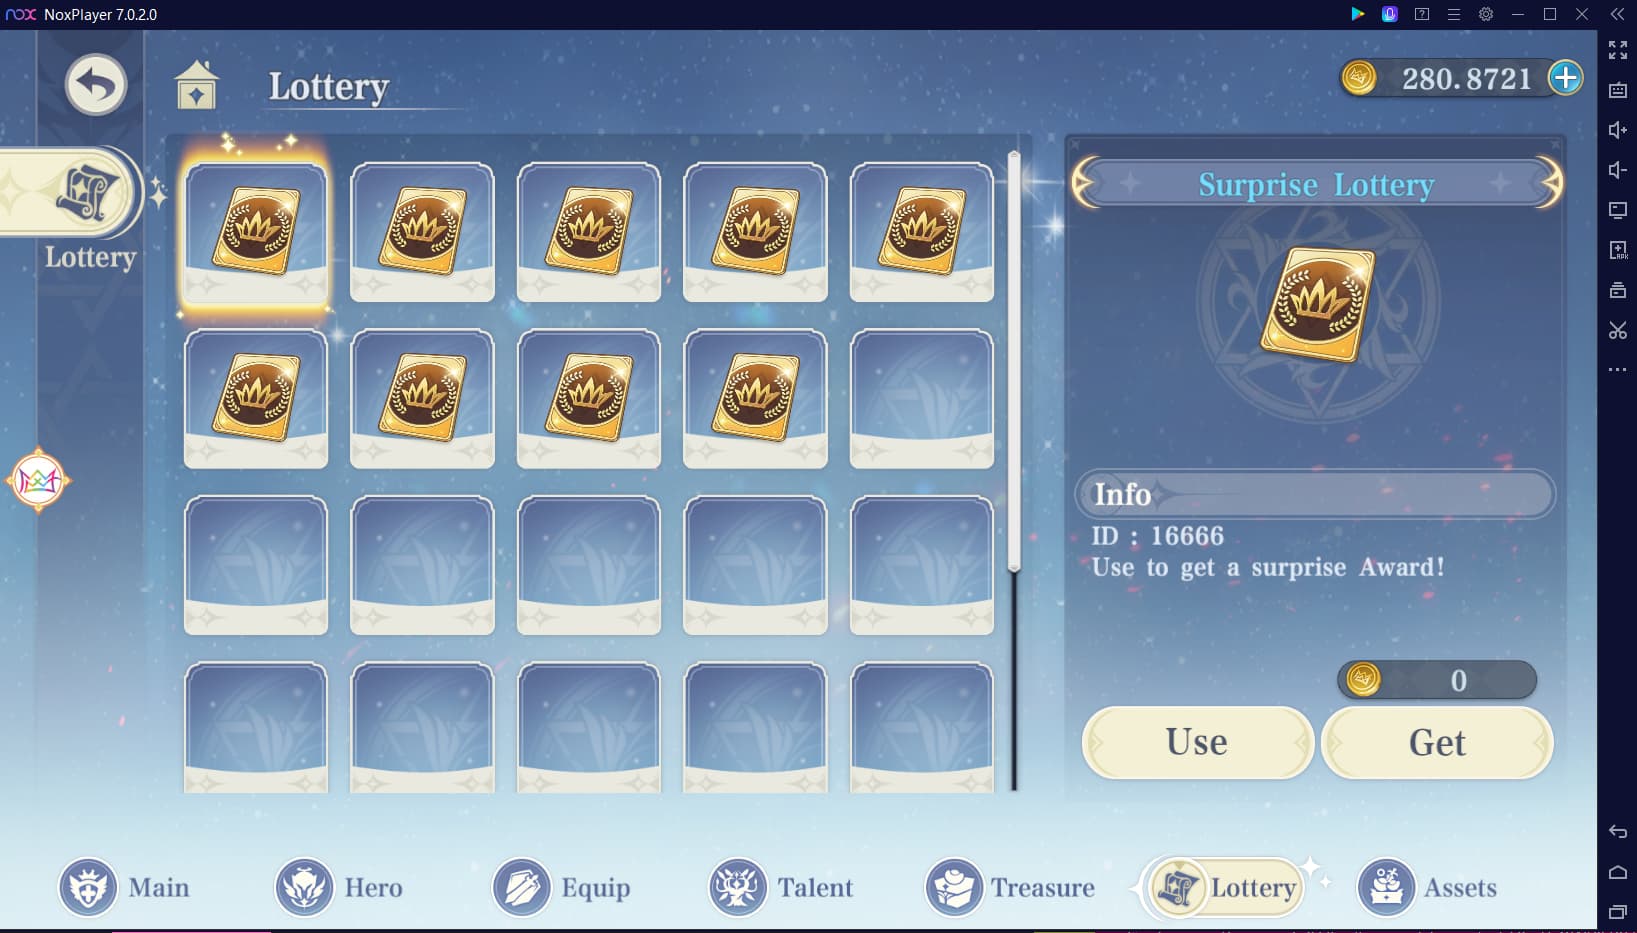 nox NoxPlayer 7.0.2.0
Lottery
280.8721
Lottery
Surprise Lottery
Info
ID : 16666
Use to get a surprise Award!
0
Use
Get
Main
Hero
Equip
Talent
Treasure
Lottery
Assets